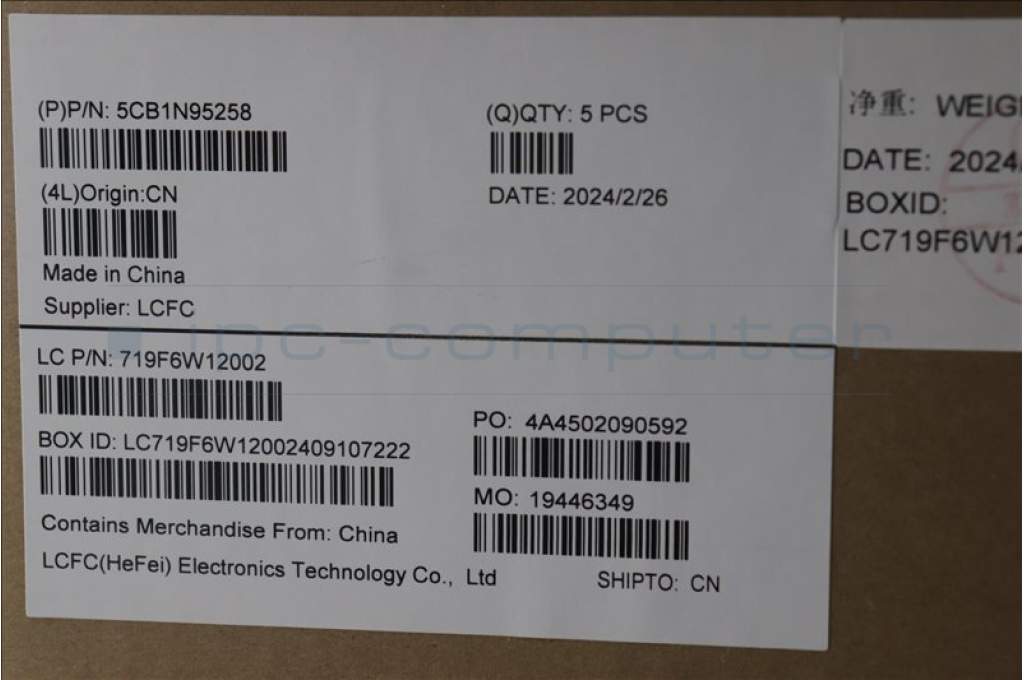 (P)P/N: 5CB1N95258
(4L)Origin:CN
Made in China
Supplier: LCFC
(Q)QTY: 5 PCS
DATE: 2024/2/26
净重: WEIG
DATE: 2024/
BOXID:
LC719F6W12
inc-computer
LC P/N: 719F6W12002
BOX ID: LC719F6W12002409107222
Contains Merchandise From: China
LCFC(HeFei) Electronics Technology Co., Ltd
PO: 4A4502090592
MO: 19446349
SHIPTO: CN